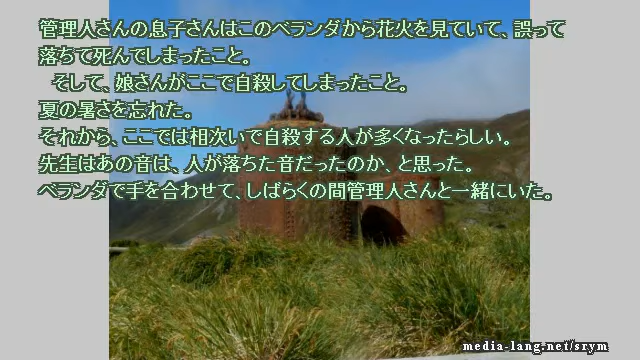 管理人さんの息子さんはこのベランダから花火を見ていて、誤って
落ちて死んでしまったこと。
　そして、娘さんがここで自殺してしまったこと。
夏の暑さを忘れた。
それから、ここでは相次いで自殺する人が多くなったらしい。
先生はあの音は、人が落ちた音だったのか、と思った。
ベランダで手を合わせて、しばらくの間管理人さんと一緒にいた。
media-lang.net/srym